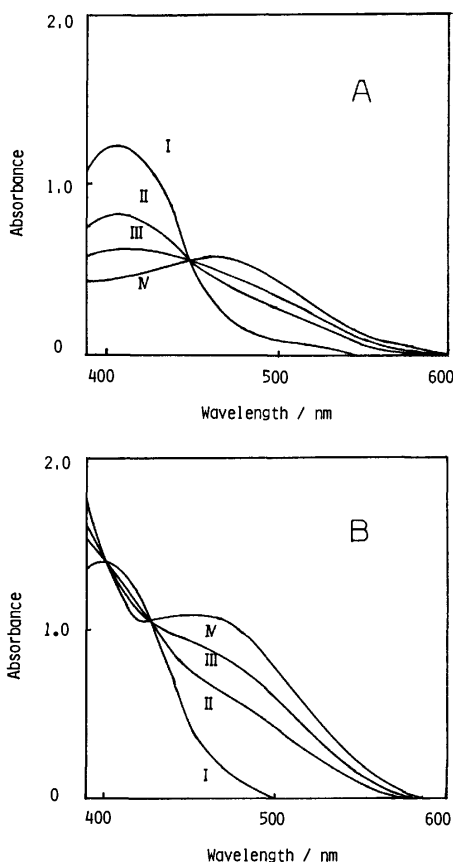 2.0
A
I
II
1.0
III
IV
0
400
500
600
Absorbance
Wavelength / nm
2.0
B
1.0
IV
III
II
I
0
400
500
600
Absorbance
Wavelength / nm